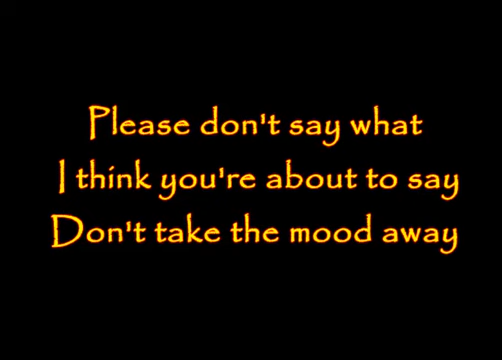 Please don't say what
I think you're about to say
Don't take the mood away